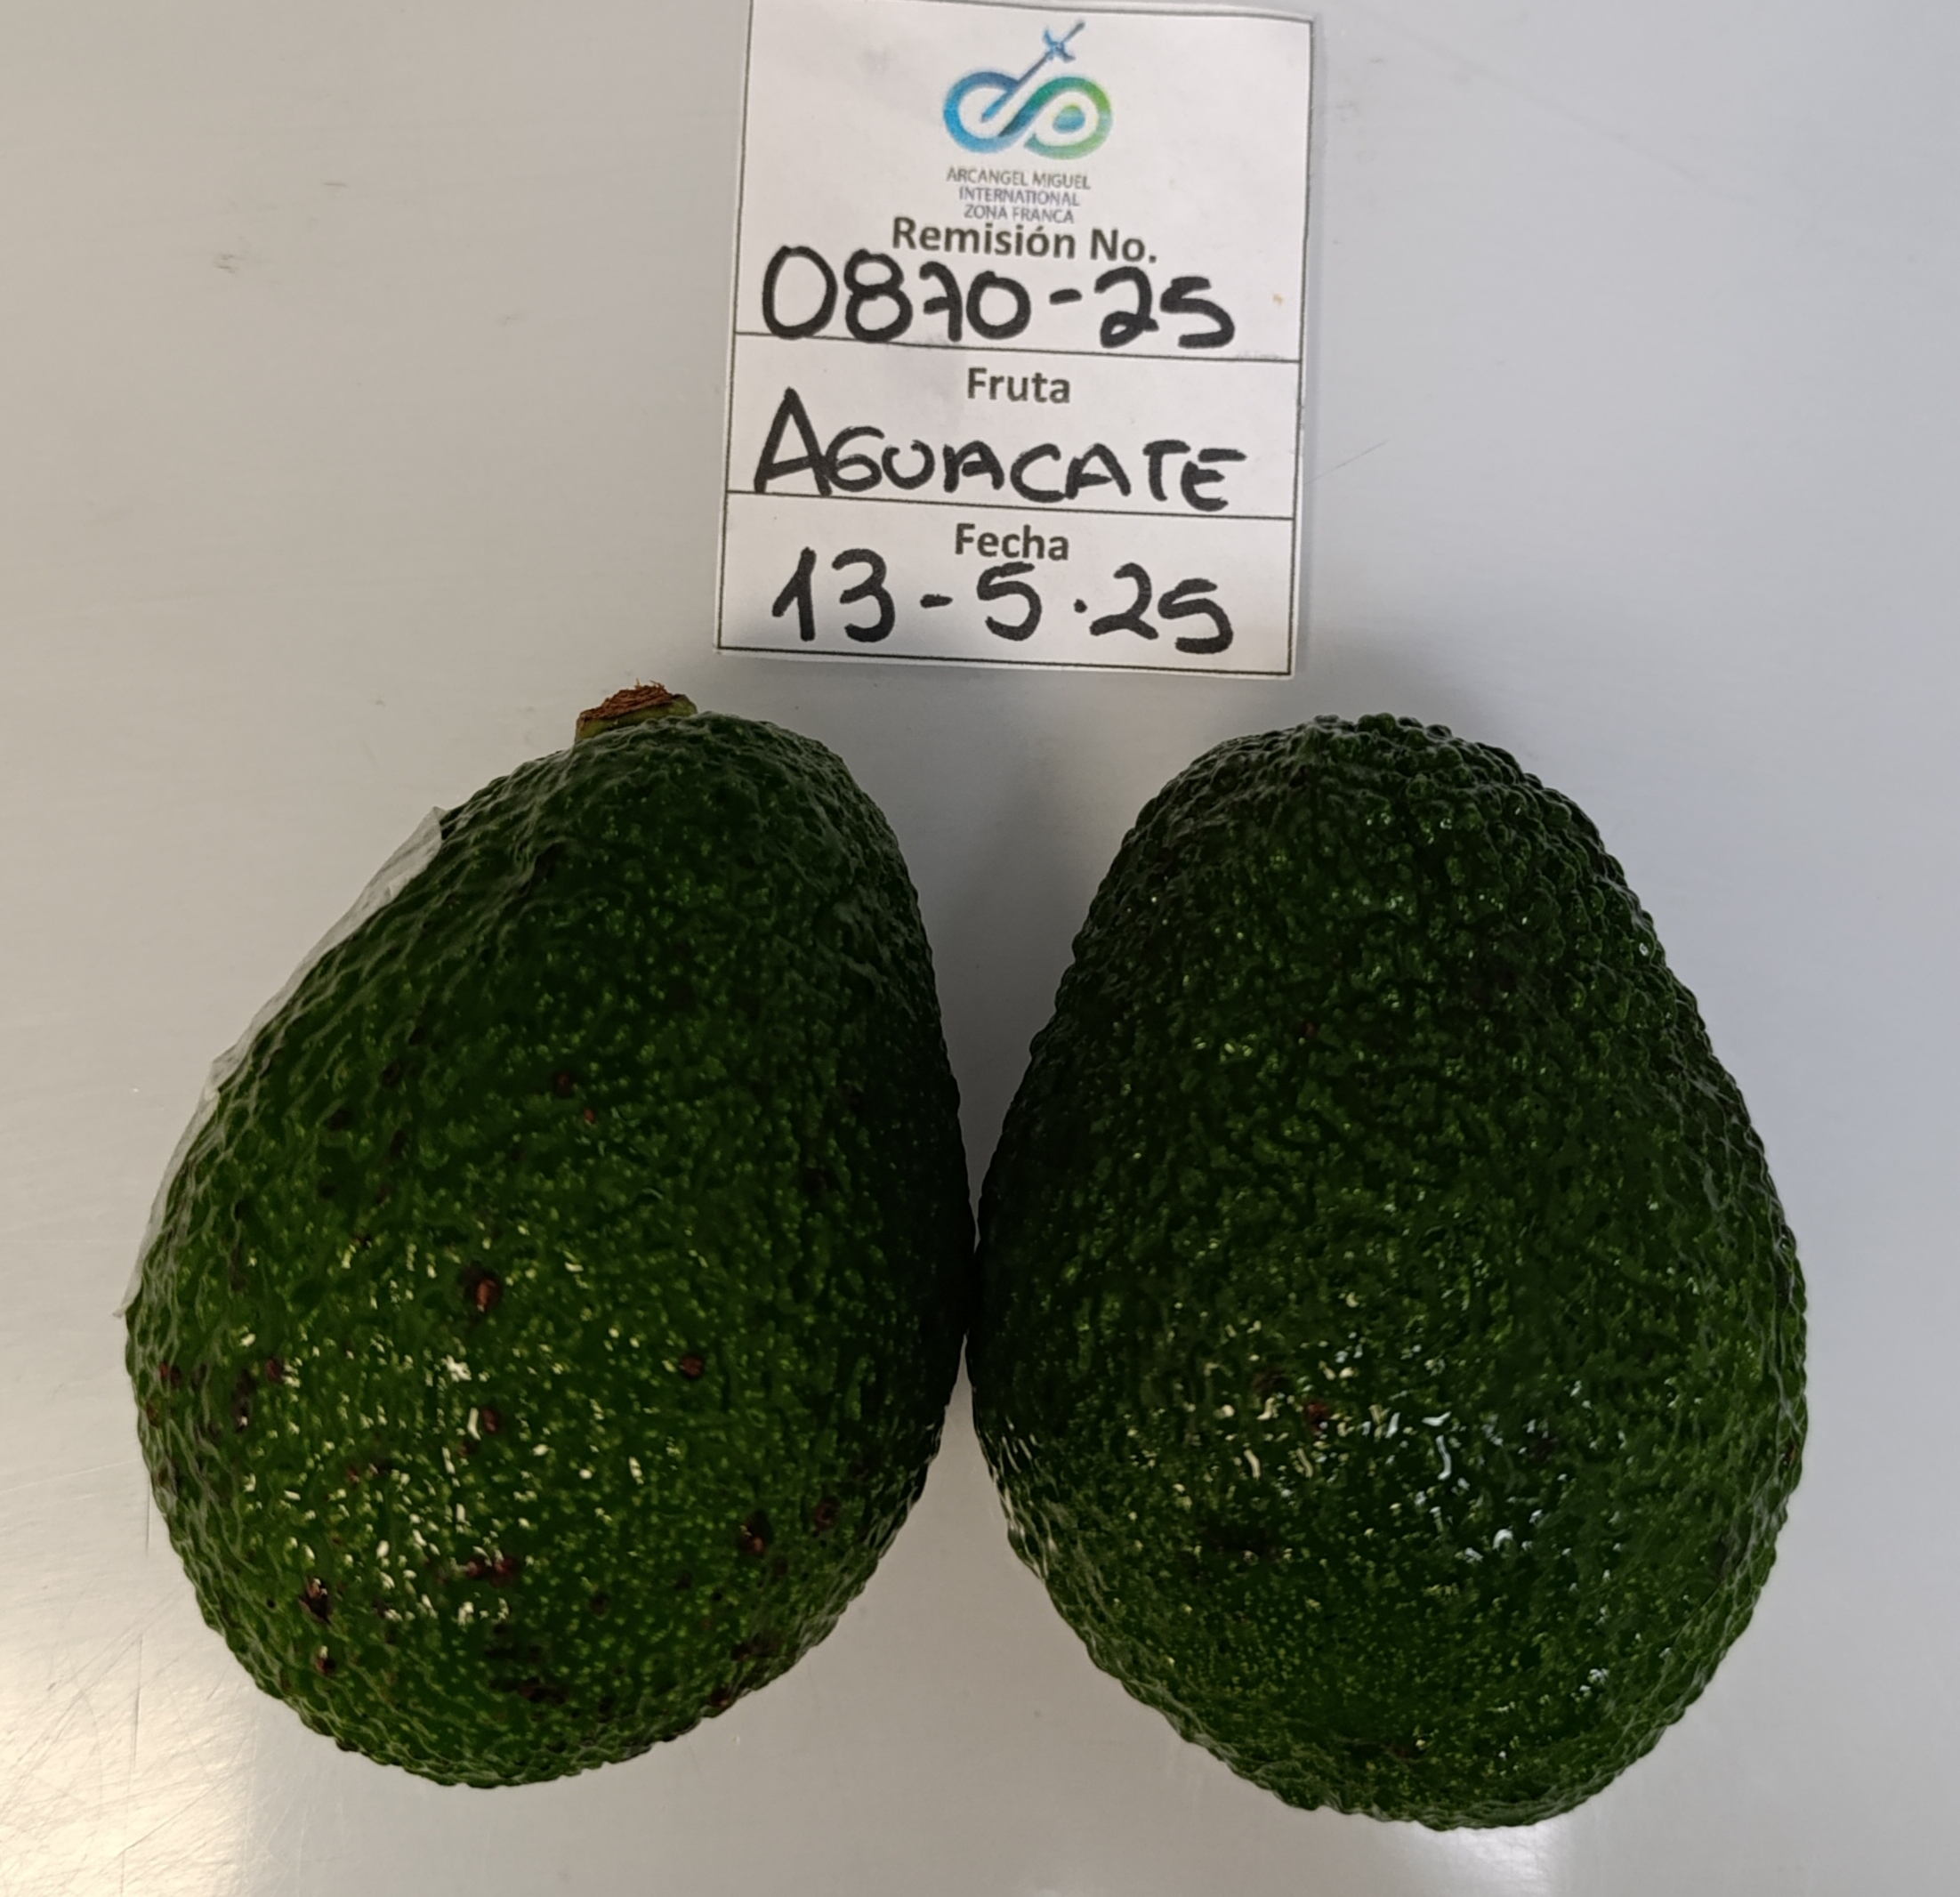 ARCANGEL MIGUEL
INTERNATIONAL
ZONA FRANCA
Remisión No.
0870-25
Fruta
AGUACATE
Fecha
13-5.25